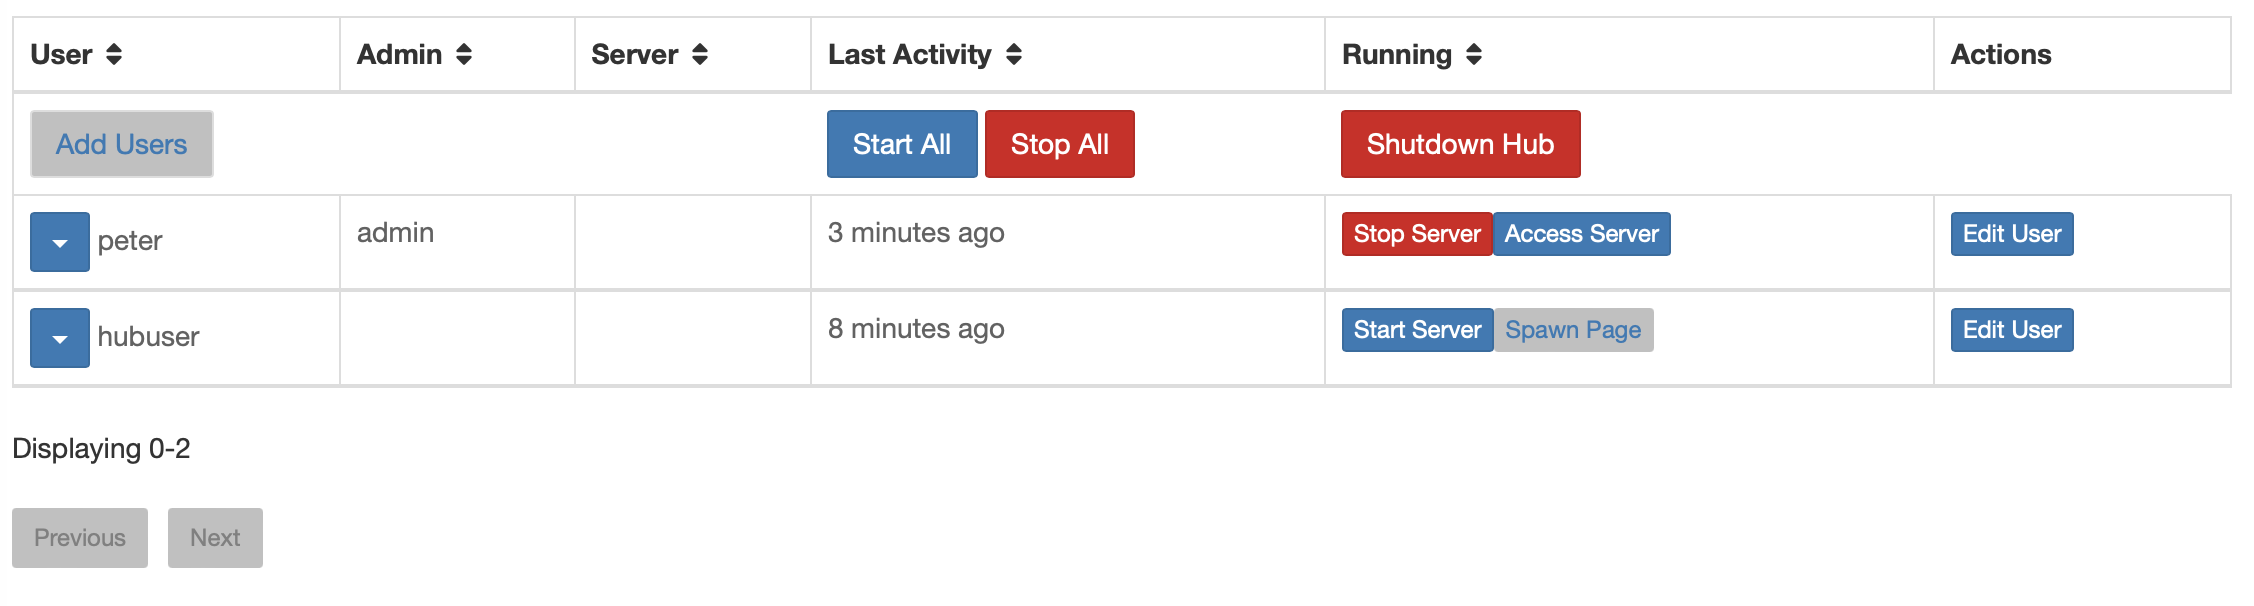 User Admin Server Last Activity Running Actions
Add Users Start All Stop All Shutdown Hub
peter admin 3 minutes ago Stop Server Access Server Edit User
hubuser 8 minutes ago Start Server Spawn Page Edit User
Displaying 0-2
Previous Next